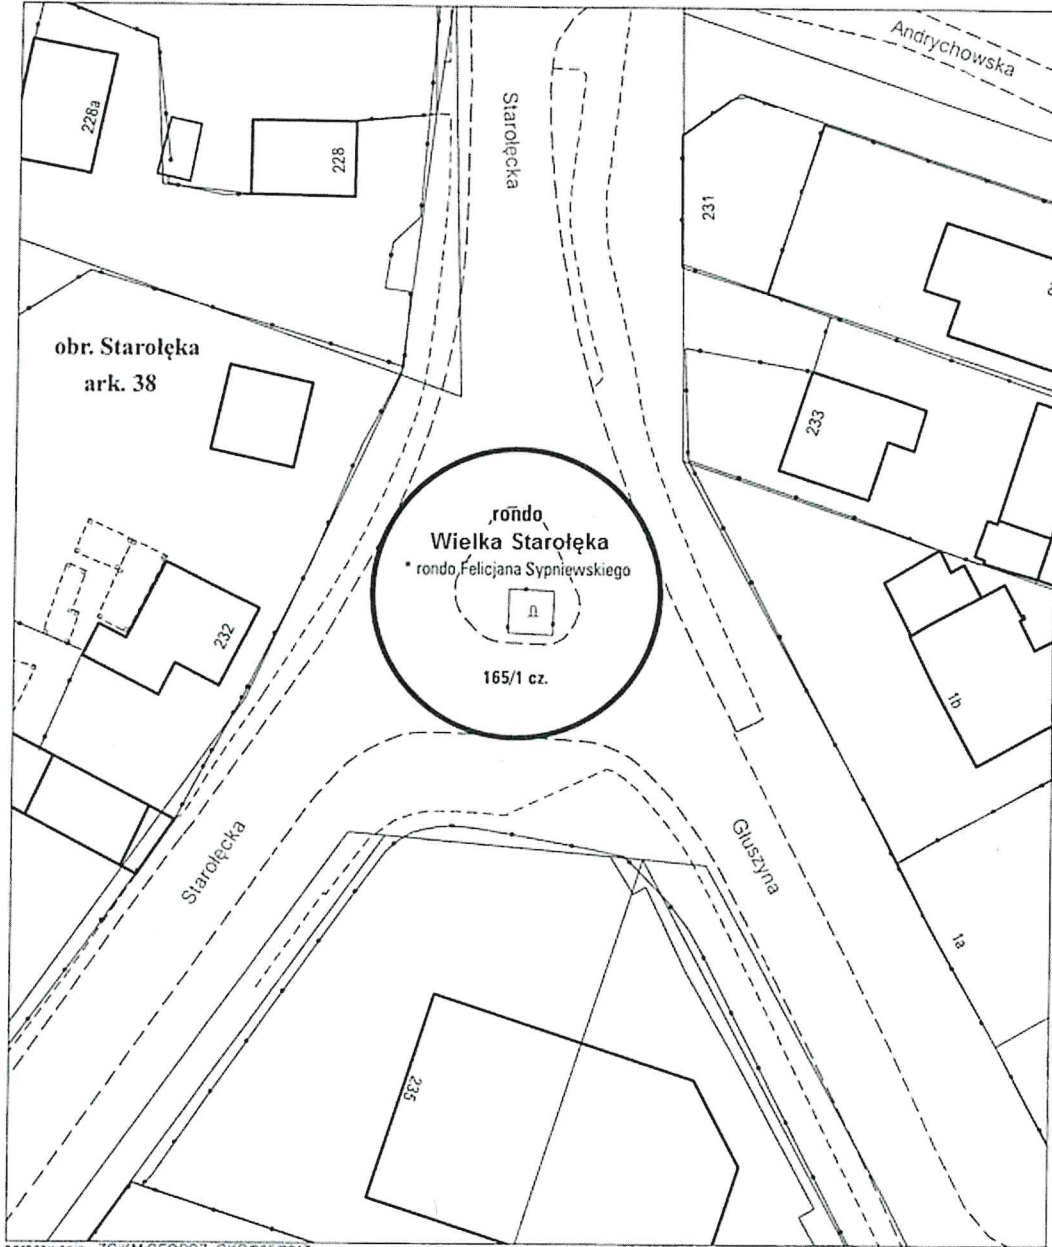 Andrychowska
Starołęcka
228a
228
231
obr. Starołęka
ark. 38
233
rondo
Wielka Starołęka
* rondo Felicjana Sypniewskiego
165/1 cz.
232
1b
Starołęcka
Głuszyna
1a
235